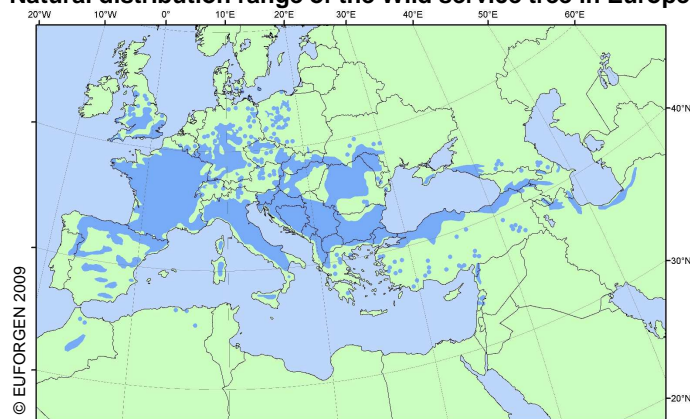 Natural distribution range of the Wild service tree in Europe
20°W 10°W 0° 10°E 20°E 30°E 40°E 50°E 60°E
40°N
30°N
20°N
© EUFORGEN 2009